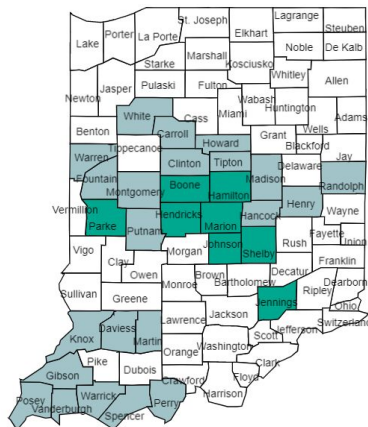 St. Joseph
Lagrange
Steuben
Elkhart
Porter
La Porte
Lake
Noble
De Kalb
Marshall
Starke
Kosciusko
Whitley
Allen
Jasper
Pulaski
Fulton
Newton
Wabash
Huntington
Miami
White
Cass
Wells
Adams
Benton
Carroll
Grant
Blackford
Tippecanoe
Howard
Jay
Warren
Clinton
Tipton
Delaware
Fountain
Madison
Randolph
Montgomery
Boone
Hamilton
Henry
Vermillion
Parke
Hendricks
Marion
Hancock
Wayne
Putnam
Fayette
Union
Johnson
Shelby
Rush
Vigo
Clay
Morgan
Franklin
Owen
Brown
Bartholomew
Decatur
Dearborn
Monroe
Sullivan
Greene
Jennings
Ripley
Ohio
Switzerland
Lawrence
Jackson
Jefferson
Knox
Daviess
Martin
Scott
Orange
Washington
Clark
Pike
Dubois
Gibson
Crawford
Floyd
Harrison
Posey
Vanderburgh
Warrick
Spencer
Perry